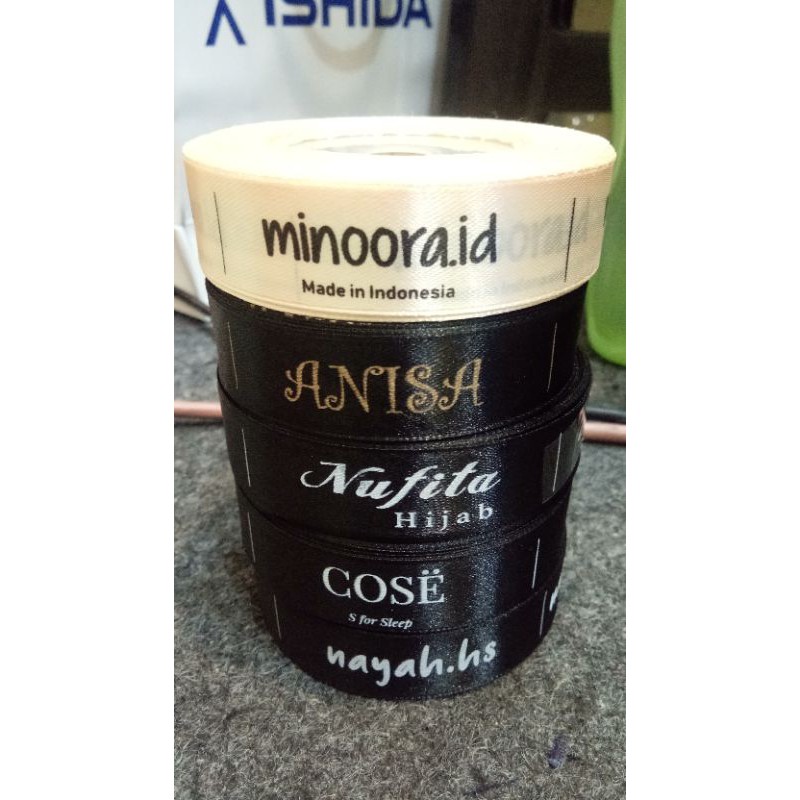 ISHIDA
minoora.id
Made in Indonesia
ANISA
Nufita
Hijab
COSË
S for Sleep
nayah.hs